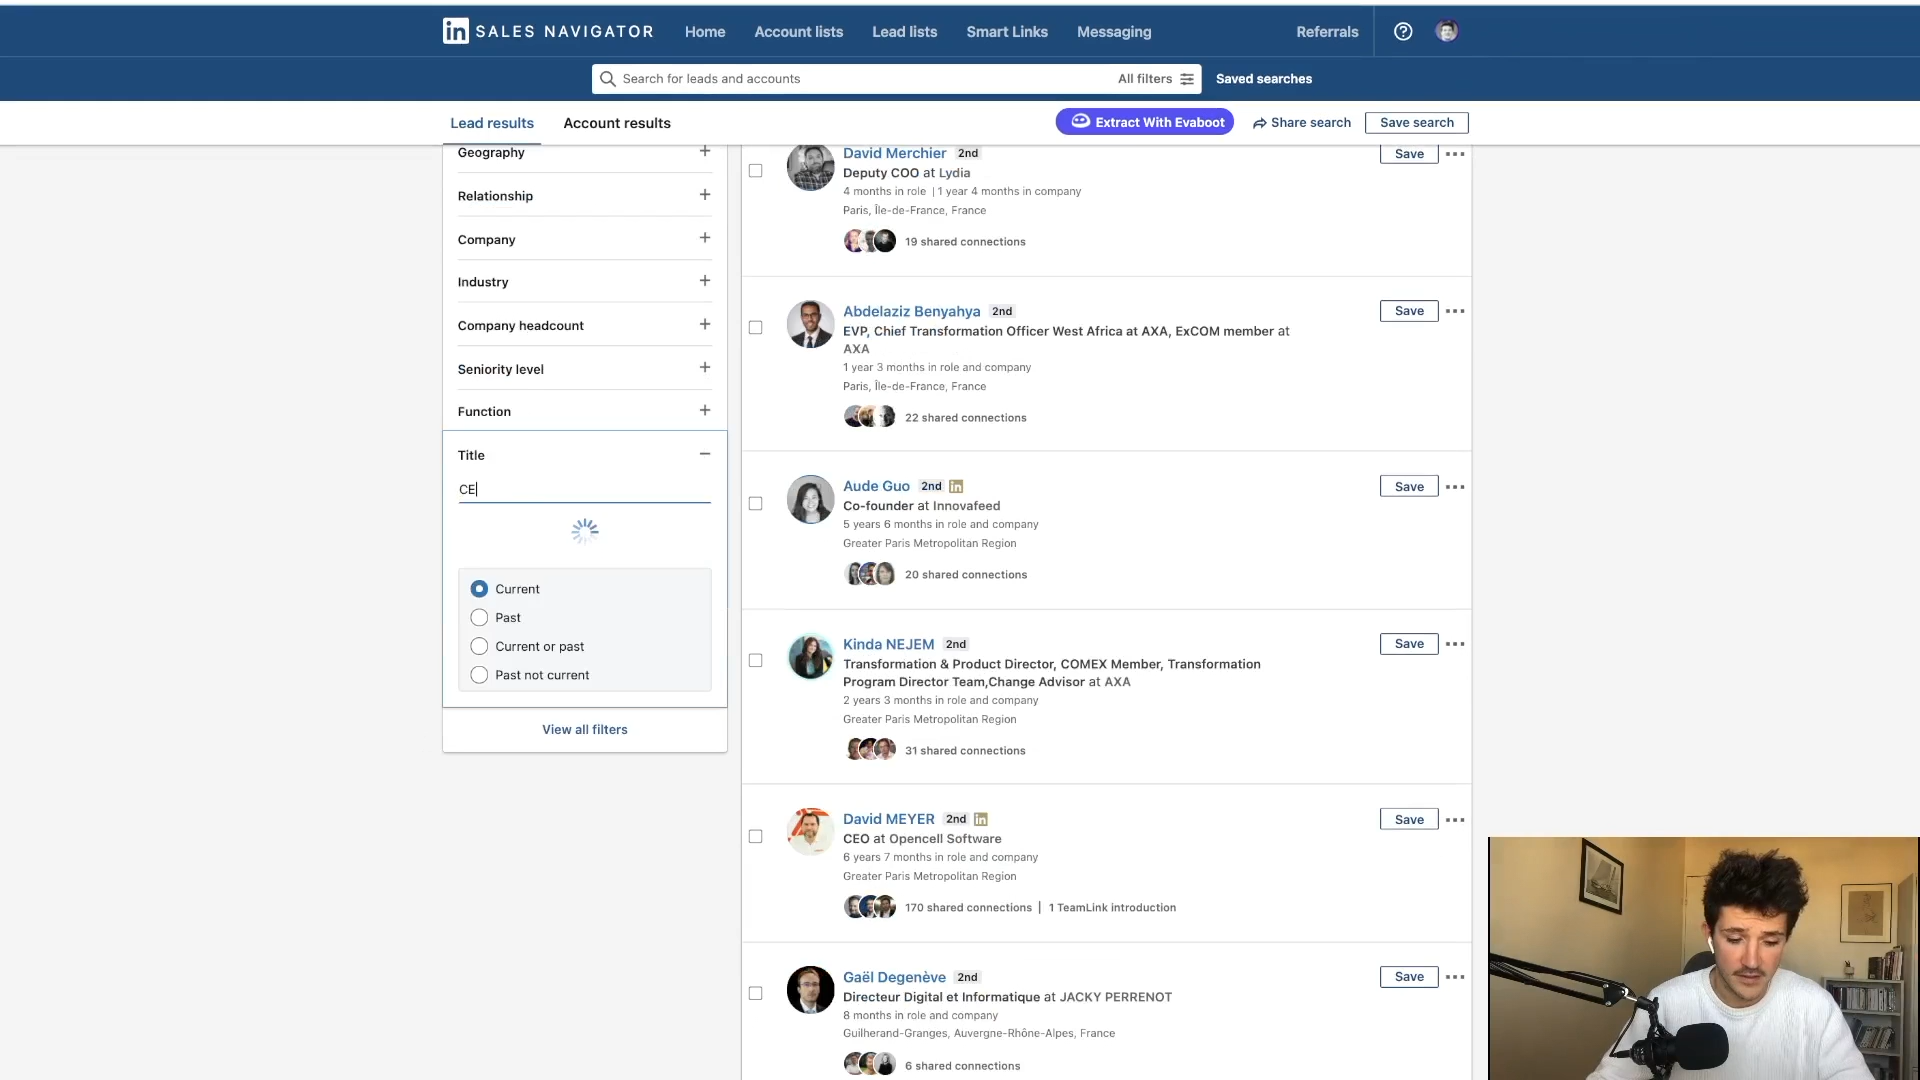 in SALES NAVIGATOR
Home
Account lists
Lead lists
Smart Links
Messaging
Referrals
Search for leads and accounts
All filters
Saved searches
Lead results
Account results
Extract With Evaboot
Share search
Save search
Geography
Relationship
Company
Industry
Company headcount
Seniority level
Function
Title
CE
Current
Past
Current or past
Past not current
View all filters
David Merchier 2nd
Deputy COO at Lydia
4 months in role | 1 year 4 months in company
Paris, Île-de-France, France
19 shared connections
Save
Abdelaziz Benyahya 2nd
EVP, Chief Transformation Officer West Africa at AXA, ExCOM member at
AXA
1 year 3 months in role and company
Paris, Île-de-France, France
22 shared connections
Save
Aude Guo 2nd in
Co-founder at Innovafeed
5 years 6 months in role and company
Greater Paris Metropolitan Region
20 shared connections
Save
Kinda NEJEM 2nd
Transformation & Product Director, COMEX Member, Transformation
Program Director Team,Change Advisor at AXA
2 years 3 months in role and company
Greater Paris Metropolitan Region
31 shared connections
Save
David MEYER 2nd in
CEO at Opencell Software
6 years 7 months in role and company
Greater Paris Metropolitan Region
170 shared connections | 1 TeamLink introduction
Save
Gaël Degenève 2nd
Directeur Digital et Informatique at JACKY PERRENOT
8 months in role and company
Guilherand-Granges, Auvergne-Rhône-Alpes, France
6 shared connections
Save